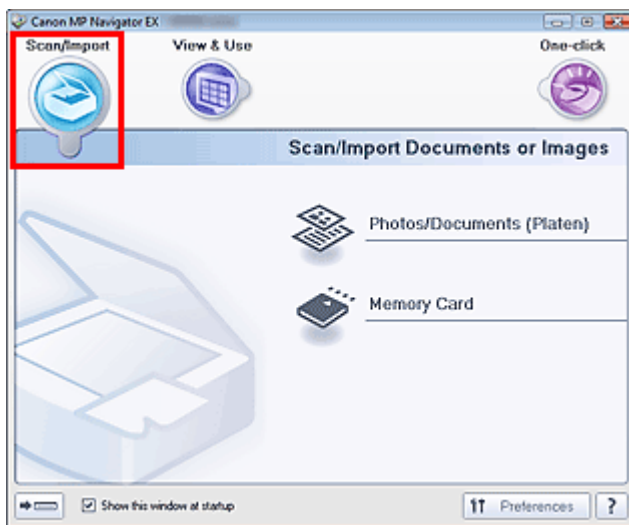 Canon MP Navigator EX
Scan/Import
View & Use
One-click
Scan/Import Documents or Images
Photos/Documents (Platen)
Memory Card
Show this window at startup
Preferences
?